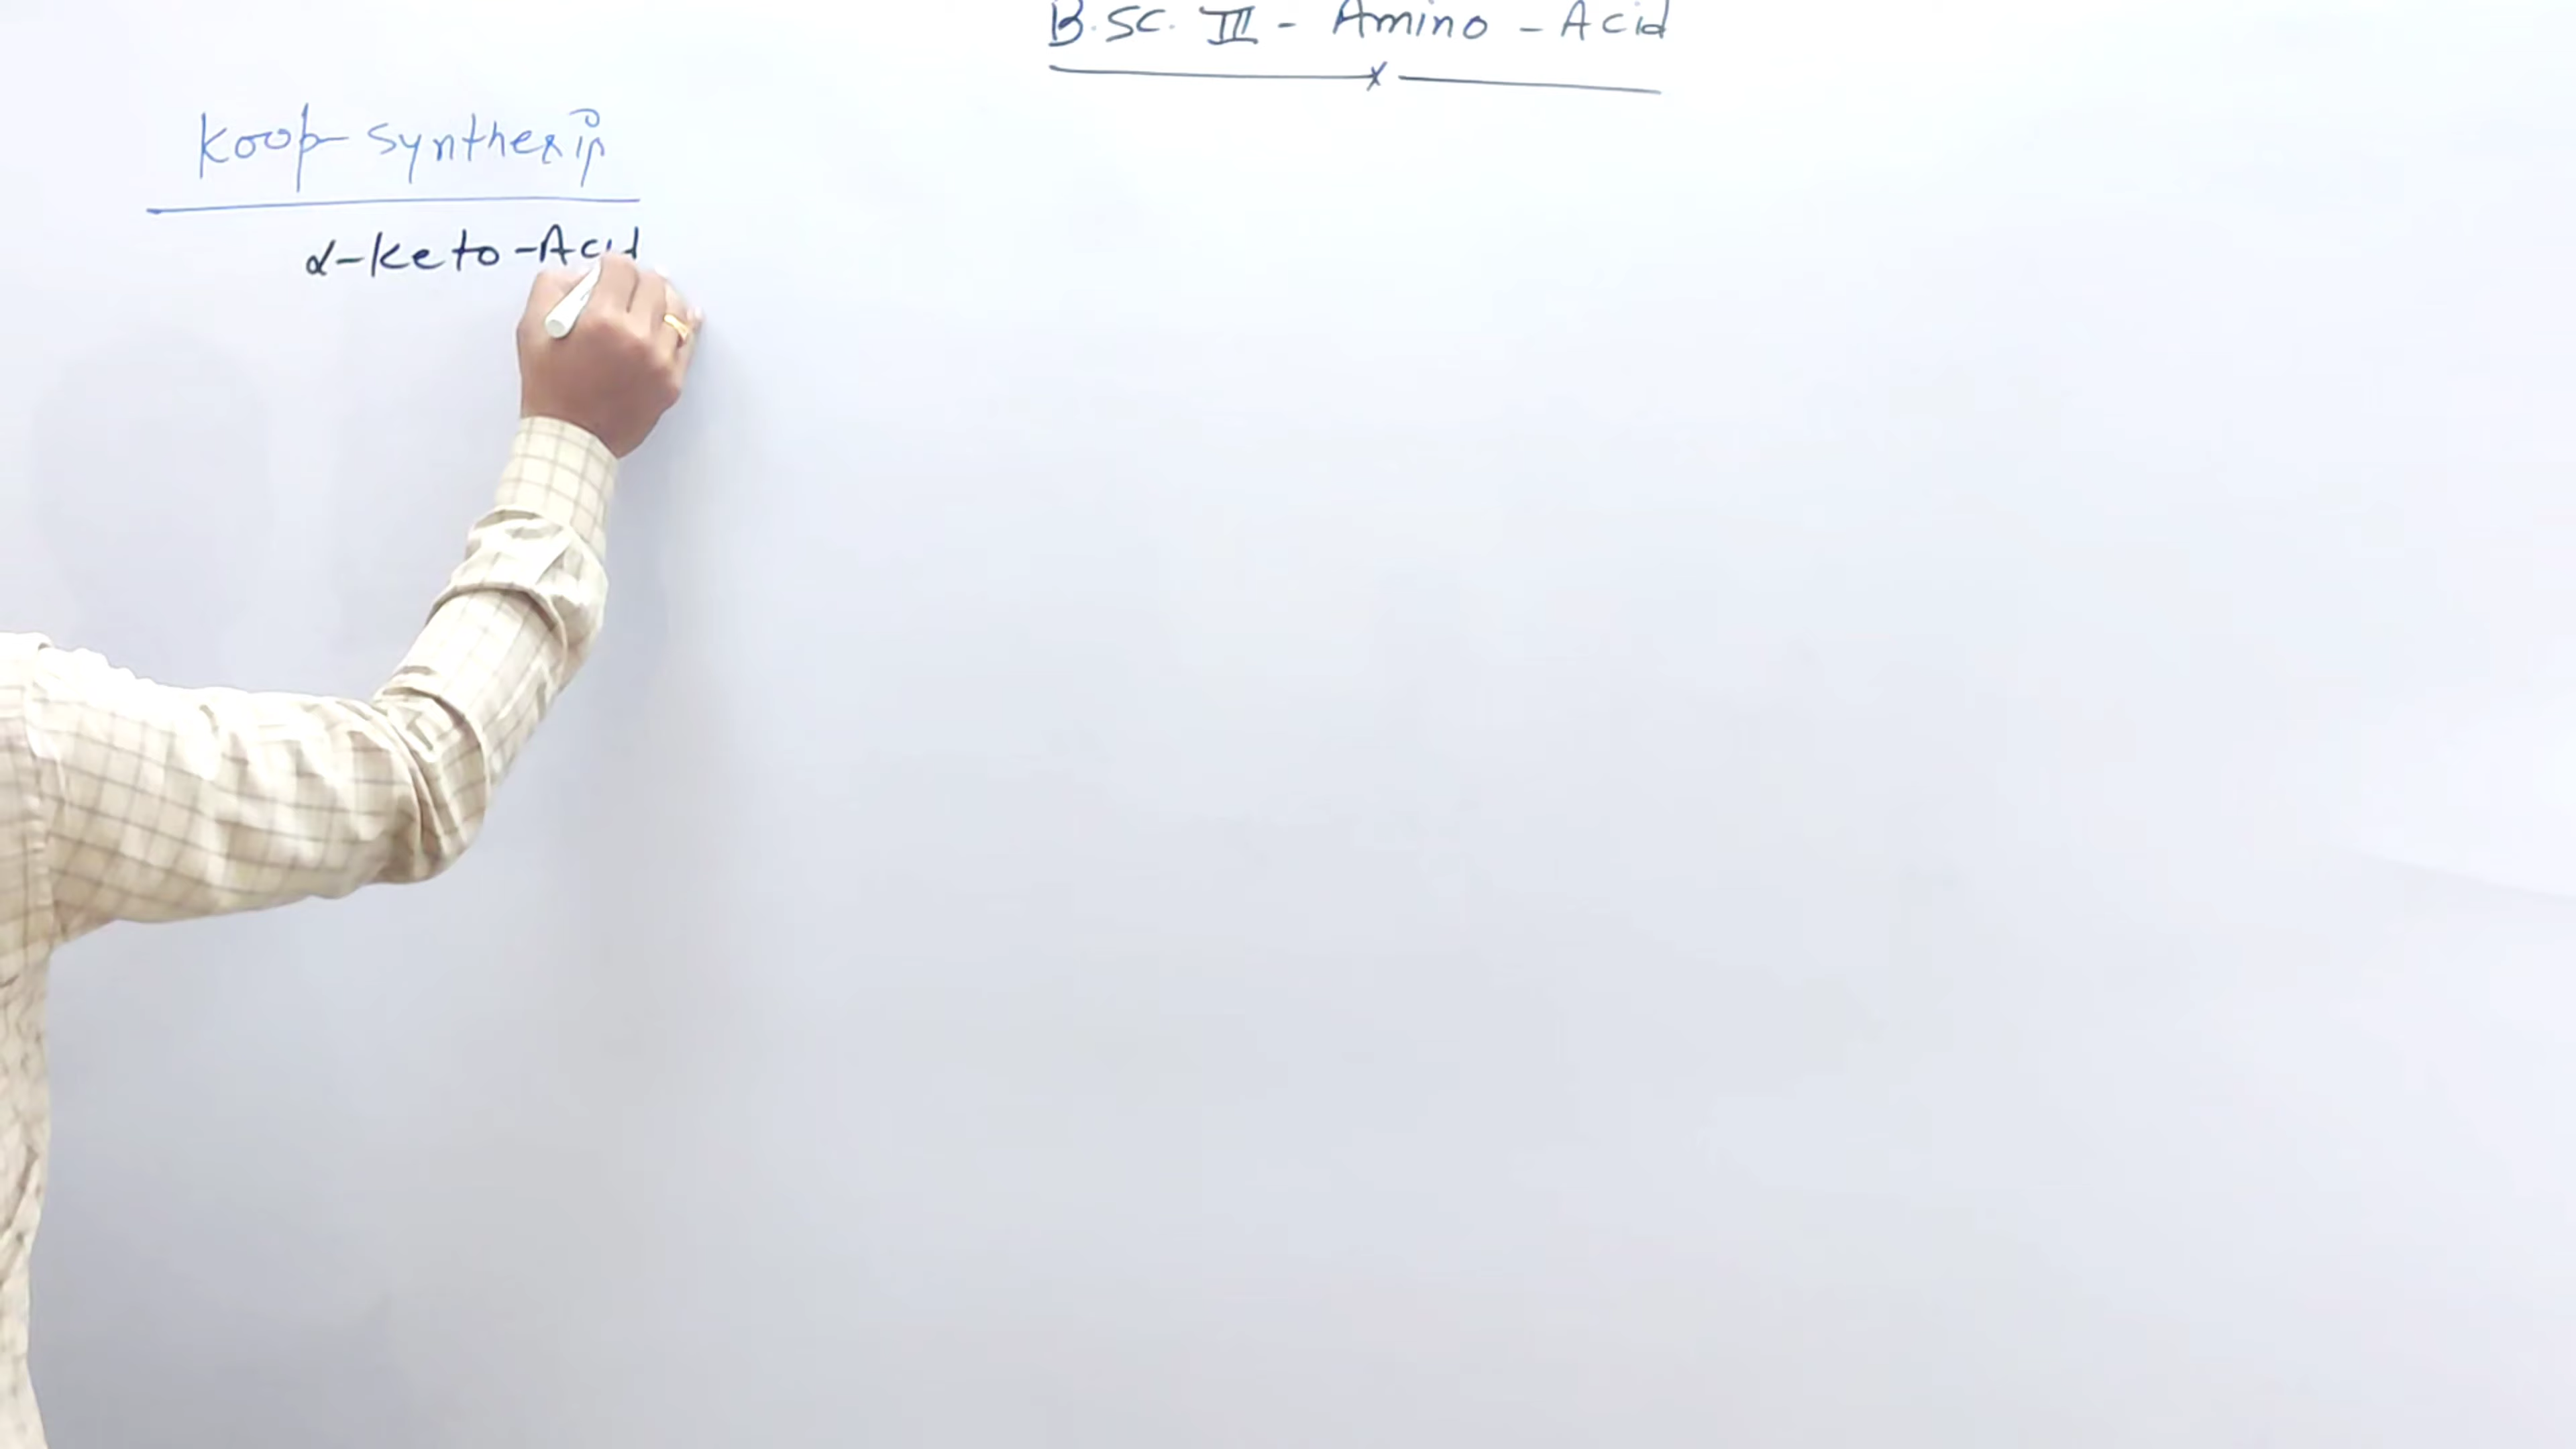 B.SC. III - Amino - Acid
Koop synthesis
α-keto-Acid